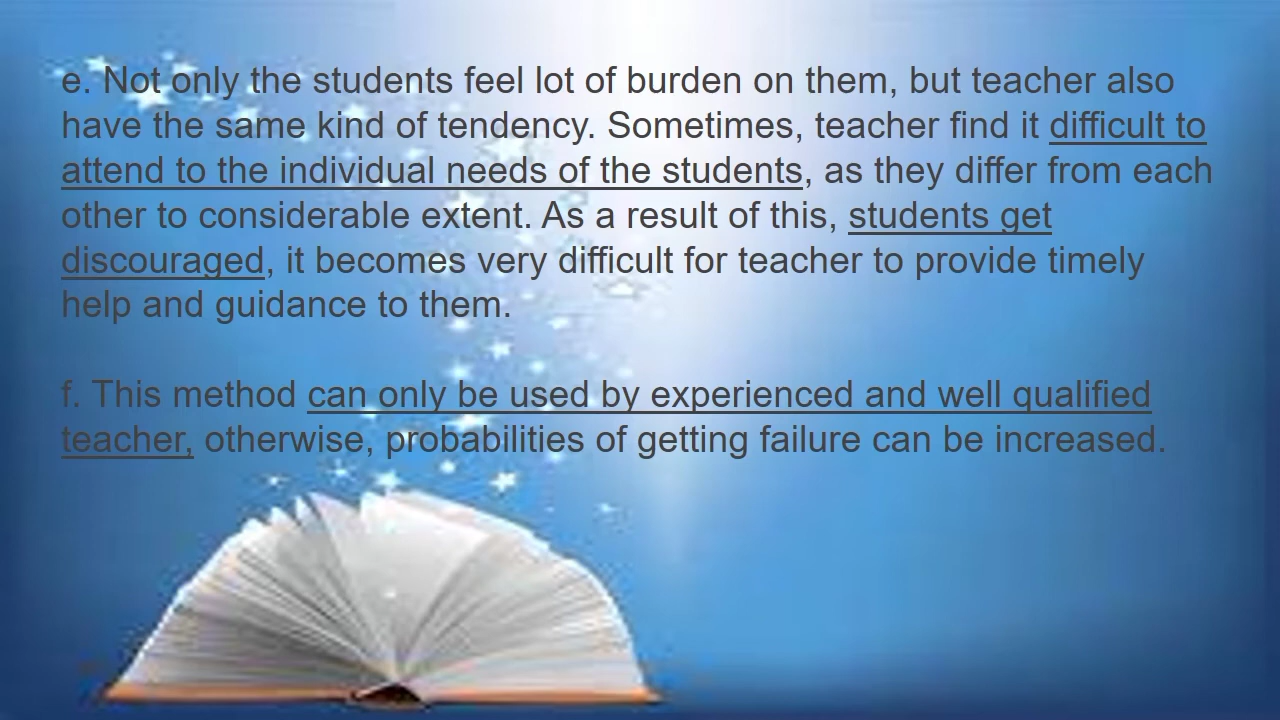 e. Not only the students feel lot of burden on them, but teacher also
have the same kind of tendency. Sometimes, teacher find it difficult to
attend to the individual needs of the students, as they differ from each
other to considerable extent. As a result of this, students get
discouraged, it becomes very difficult for teacher to provide timely
help and guidance to them.
f. This method can only be used by experienced and well qualified
teacher, otherwise, probabilities of getting failure can be increased.